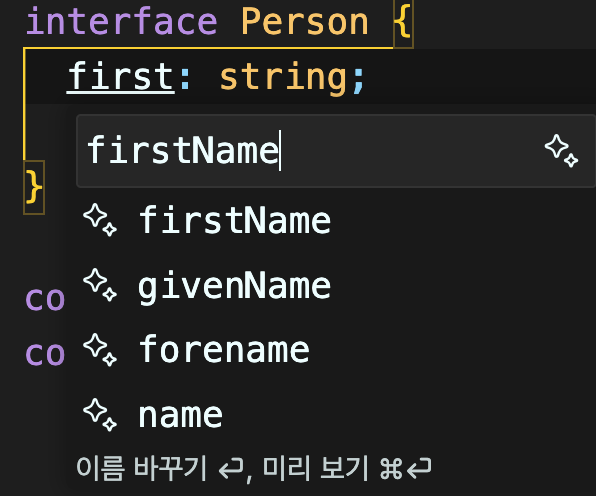 interface Person {
first: string;
firstName
}
firstName
givenName
co
forename
co
name
이름 바꾸기 ⏎, 미리 보기 ⌘⏎